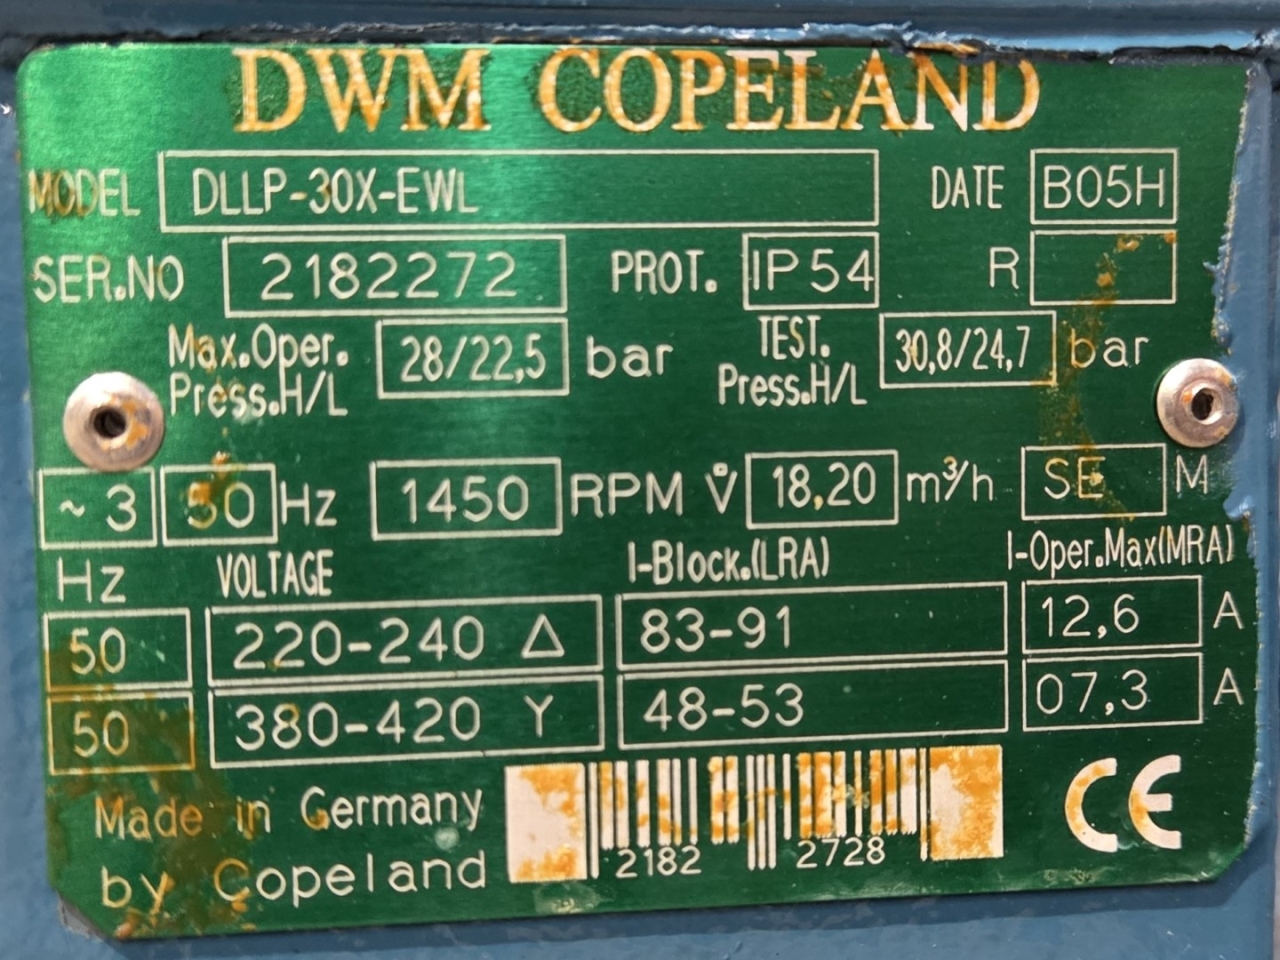 DWM COPELAND
MODEL DLLP-30X-EWL DATE B05H
SER.NO 2182272 PROT. IP54 R
Max.Oper. Press.H/L 28/22,5 bar TEST. Press.H/L 30,8/24,7 bar
~ 3 50 Hz 1450 RPM V̊ 18,20 m³/h SE M
Hz VOLTAGE I-Block.(LRA) I-Oper.Max(MRA)
50 220-240 Δ 83-91 12,6 A
50 380-420 Y 48-53 07,3 A
Made in Germany
by Copeland
2182 2728
CE